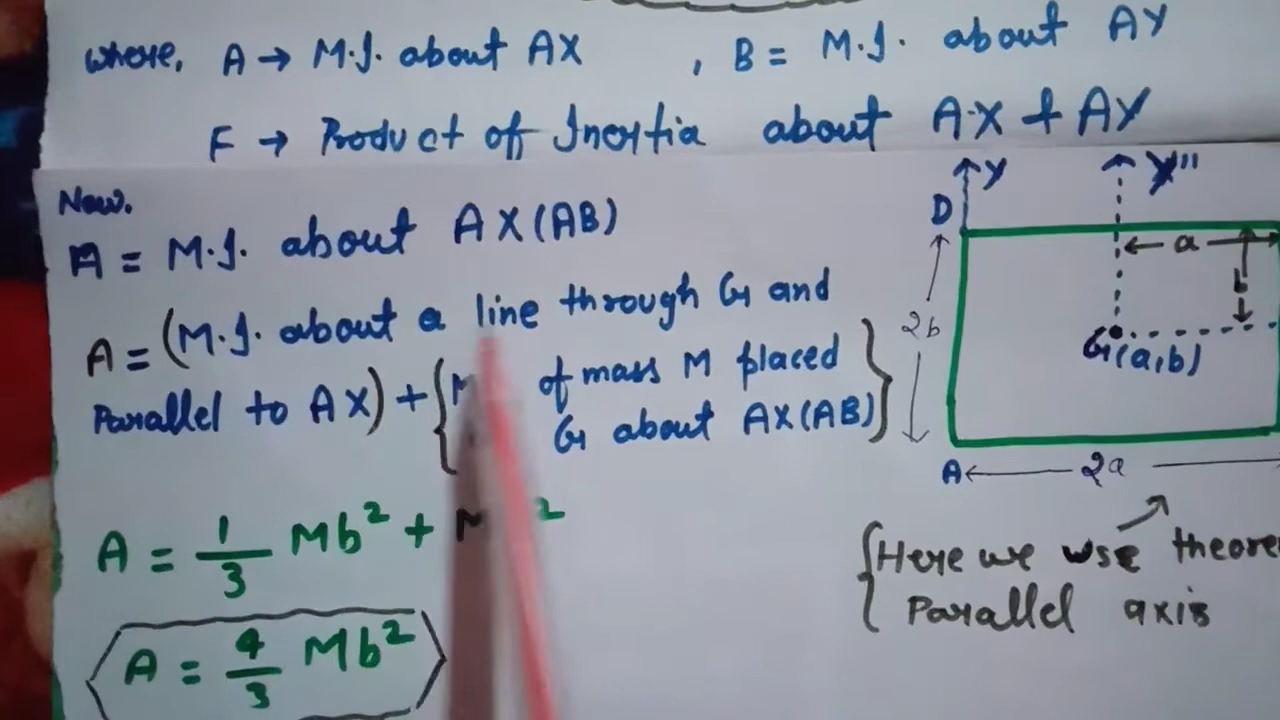 where, A → M.I. about AX , B = M.I. about AY
F → Product of Inertia about AX + AY
Now.
A = M.I. about AX (AB)
A = (M.I. about a line through G and
Parallel to AX) + { of mass M placed
G about AX (AB) }
A = 1/3 Mb² + M ²
A = 4/3 Mb²
Y
Y''
D
a
b
2b
G(a,b)
A
2a
{ Here we use
Parallel axis